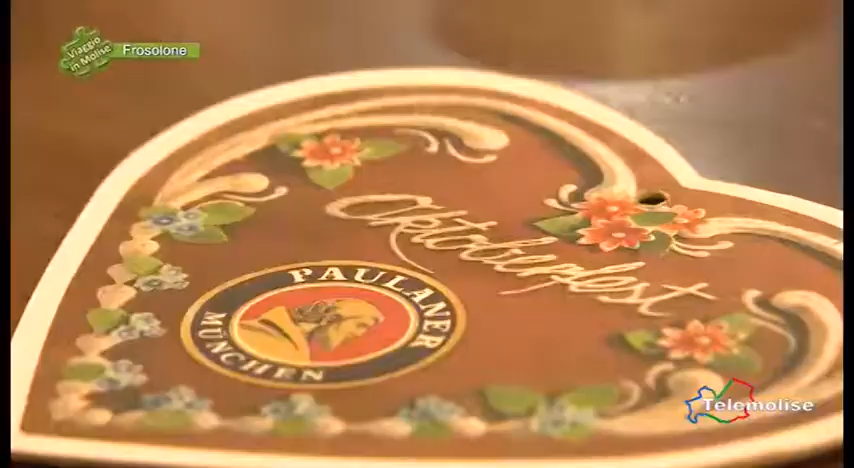 Viaggio
in Molise
Frosolone
Oktoberfest
PAULANER
MÜNCHEN
Telemolise